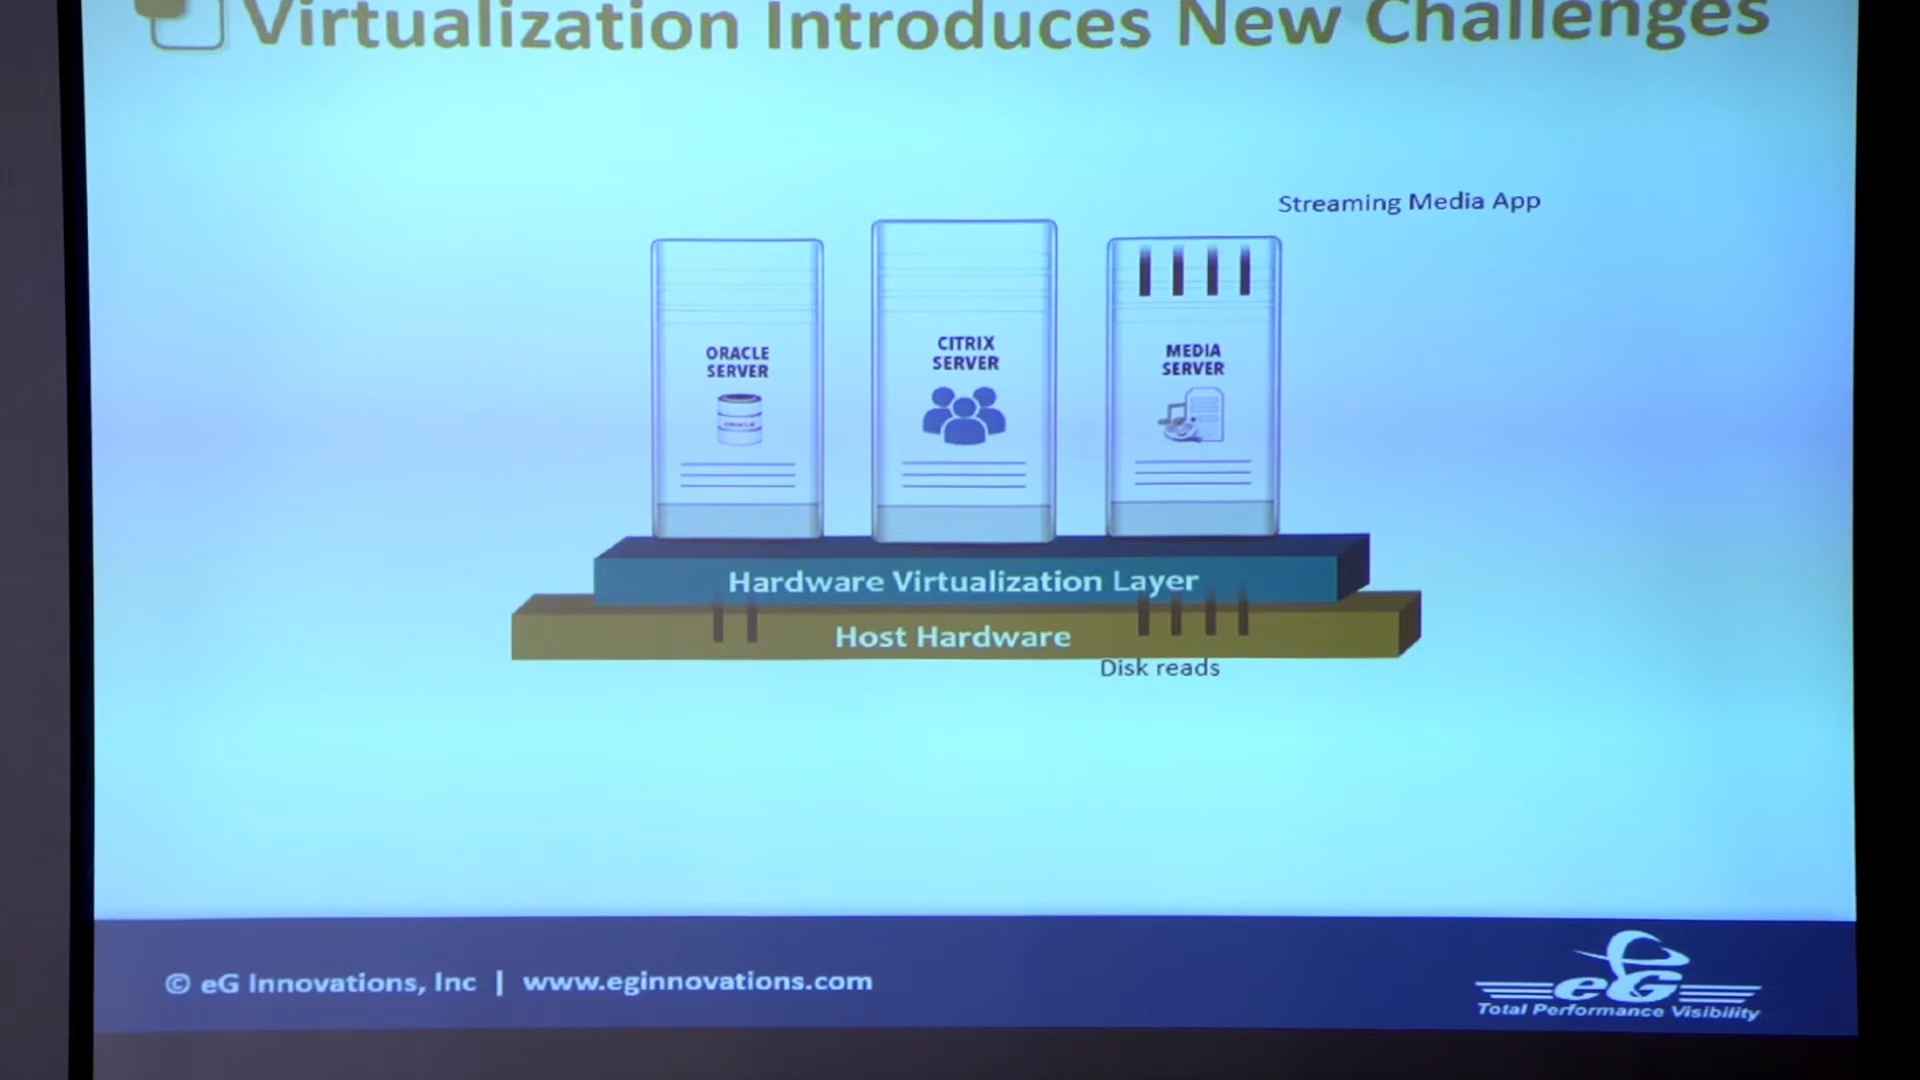 Virtualization Introduces New Challenges
Streaming Media App
ORACLE
SERVER
CITRIX
SERVER
MEDIA
SERVER
ORACLE
Hardware Virtualization Layer
Host Hardware
Disk reads
© eG Innovations, Inc | www.eginnovations.com
eG
Total Performance Visibility